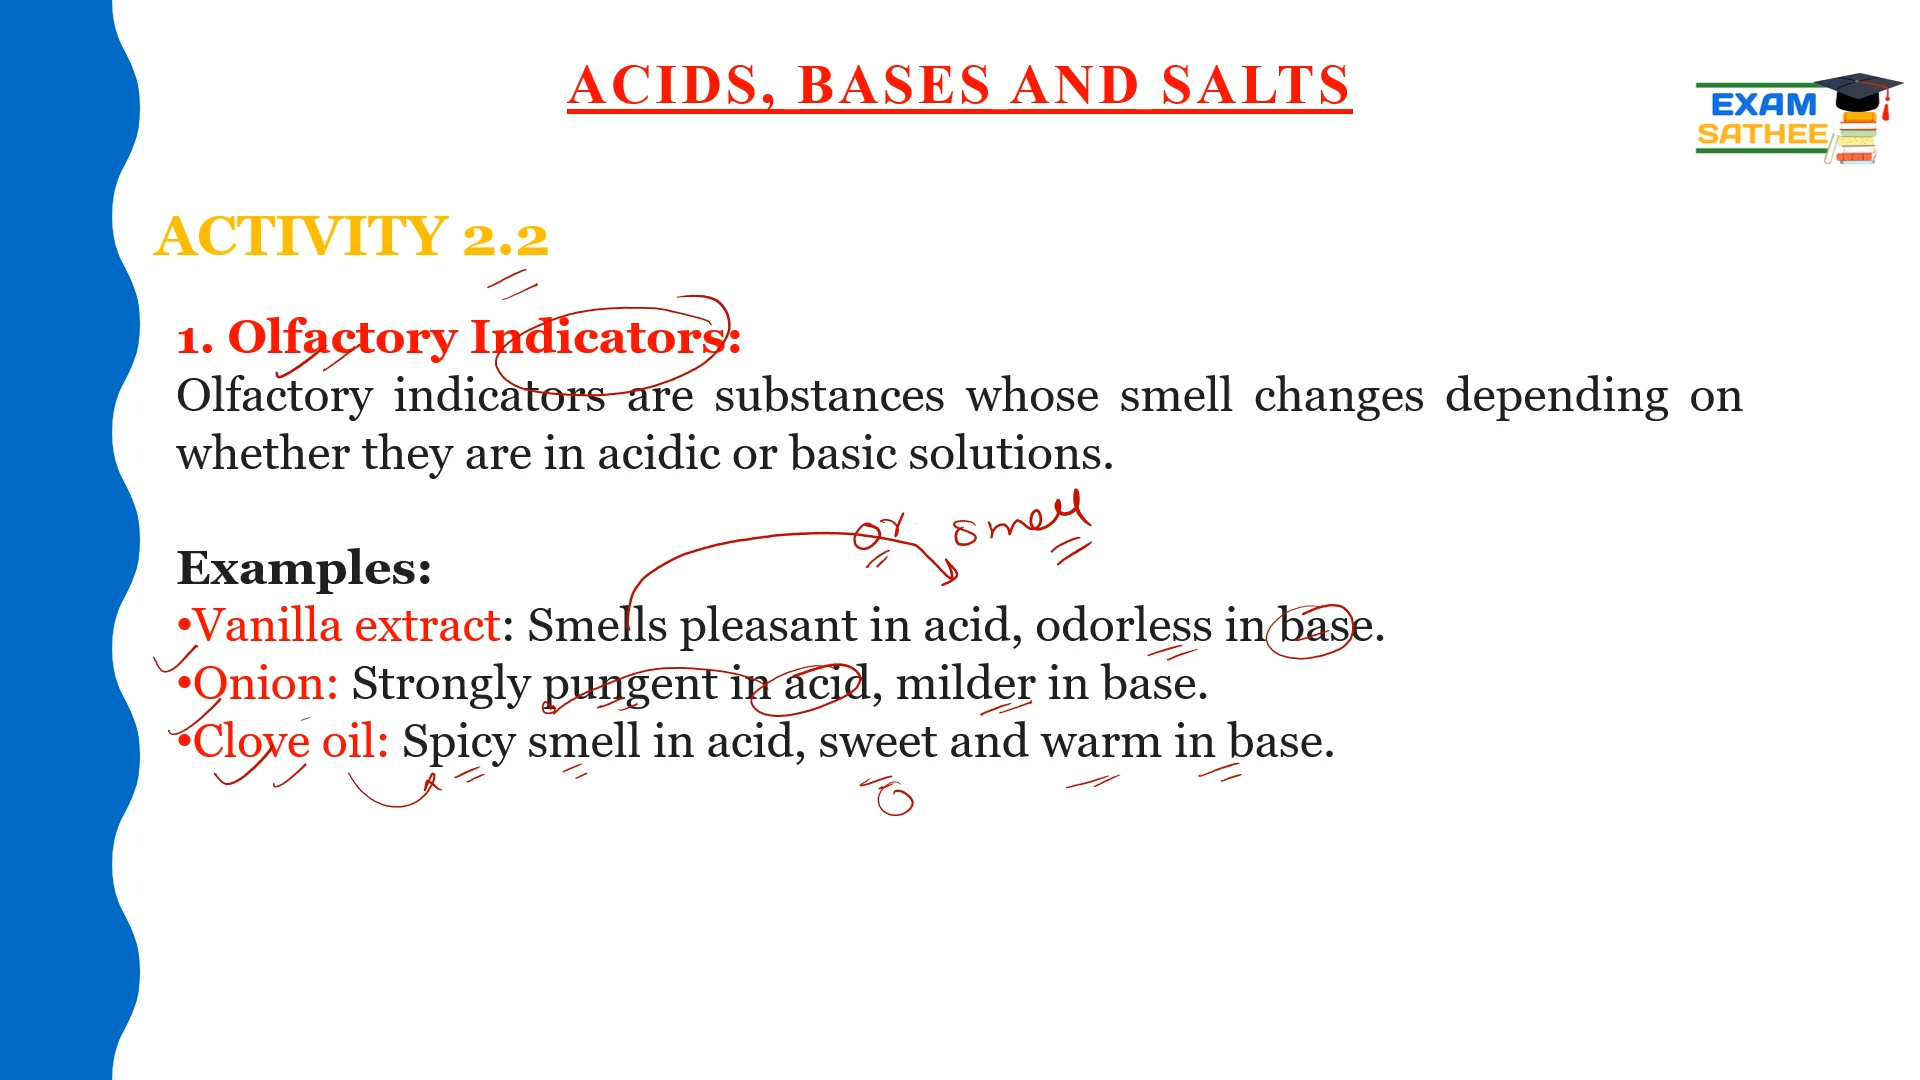 ACIDS, BASES AND SALTS
EXAM
SATHEE
ACTIVITY 2.2
1. Olfactory Indicators:
Olfactory indicators are substances whose smell changes depending on
whether they are in acidic or basic solutions.
or smell
Examples:
•Vanilla extract: Smells pleasant in acid, odorless in base.
•Onion: Strongly pungent in acid, milder in base.
•Clove oil: Spicy smell in acid, sweet and warm in base.